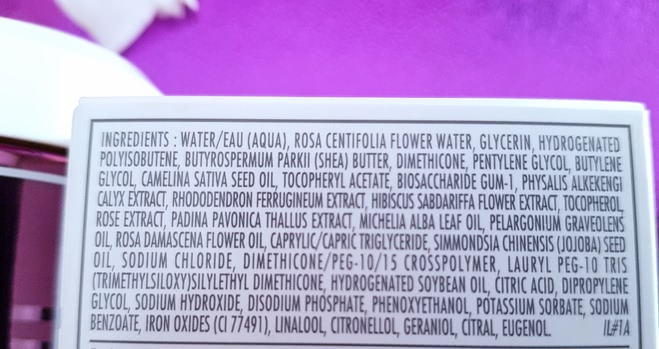 INGREDIENTS : WATER/EAU (AQUA), ROSA CENTIFOLIA FLOWER WATER, GLYCERIN, HYDROGENATED
POLYISOBUTENE, BUTYROSPERMUM PARKII (SHEA) BUTTER, DIMETHICONE, PENTYLENE GLYCOL, BUTYLENE
GLYCOL, CAMELINA SATIVA SEED OIL, TOCOPHERYL ACETATE, BIOSACCHARIDE GUM-1, PHYSALIS ALKEKENGI
CALYX EXTRACT, RHODODENDRON FERRUGINEUM EXTRACT, HIBISCUS SABDARIFFA FLOWER EXTRACT, TOCOPHEROL,
ROSE EXTRACT, PADINA PAVONICA THALLUS EXTRACT, MICHELIA ALBA LEAF OIL, PELARGONIUM GRAVEOLENS
OIL, ROSA DAMASCENA FLOWER OIL, CAPRYLIC/CAPRIC TRIGLYCERIDE, SIMMONDSIA CHINENSIS (JOJOBA) SEED
OIL, SODIUM CHLORIDE, DIMETHICONE/PEG-10/15 CROSSPOLYMER, LAURYL PEG-10 TRIS
(TRIMETHYLSILOXY)SILYLETHYL DIMETHICONE, HYDROGENATED SOYBEAN OIL, CITRIC ACID, DIPROPYLENE
GLYCOL, SODIUM HYDROXIDE, DISODIUM PHOSPHATE, PHENOXYETHANOL, POTASSIUM SORBATE, SODIUM
BENZOATE, IRON OXIDES (CI 77491), LINALOOL, CITRONELLOL, GERANIOL, CITRAL, EUGENOL. IL#1A